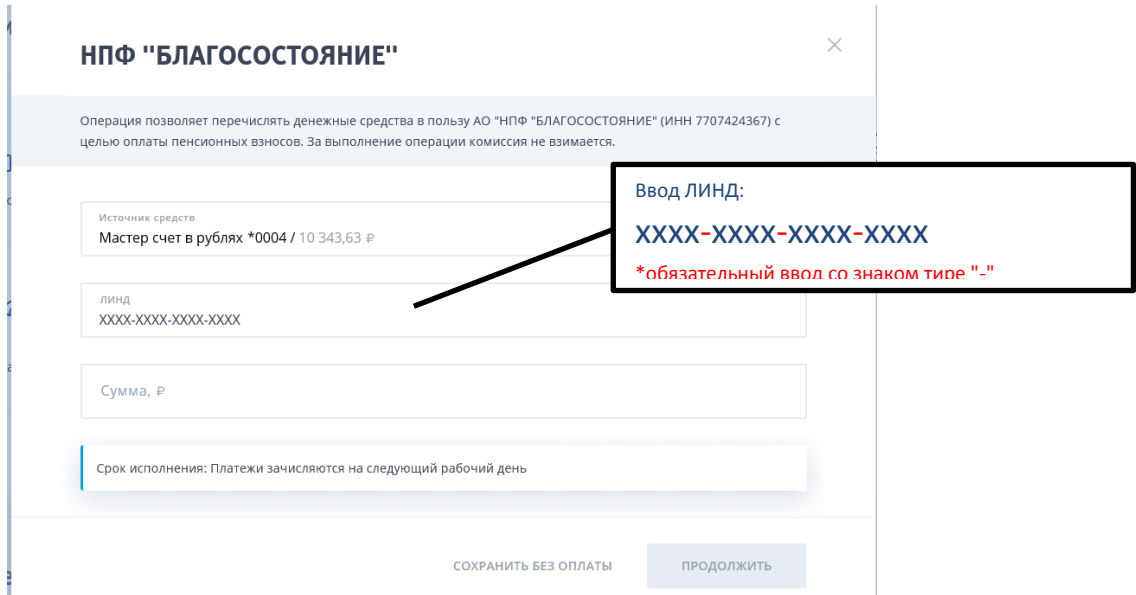 НПФ "БЛАГОСОСТОЯНИЕ"
Операция позволяет перечислять денежные средства в пользу АО "НПФ "БЛАГОСОСТОЯНИЕ" (ИНН 7707424367) с
целью оплаты пенсионных взносов. За выполнение операции комиссия не взимается.
Ввод ЛИНД:
XXXX-XXXX-XXXX-XXXX
*обязательный ввод со знаком тире "-"
Источник средств
Мастер счет в рублях *0004 / 10 343,63 ₽
ЛИНД
XXXX-XXXX-XXXX-XXXX
Сумма, ₽
Срок исполнения: Платежи зачисляются на следующий рабочий день
СОХРАНИТЬ БЕЗ ОПЛАТЫ
ПРОДОЛЖИТЬ